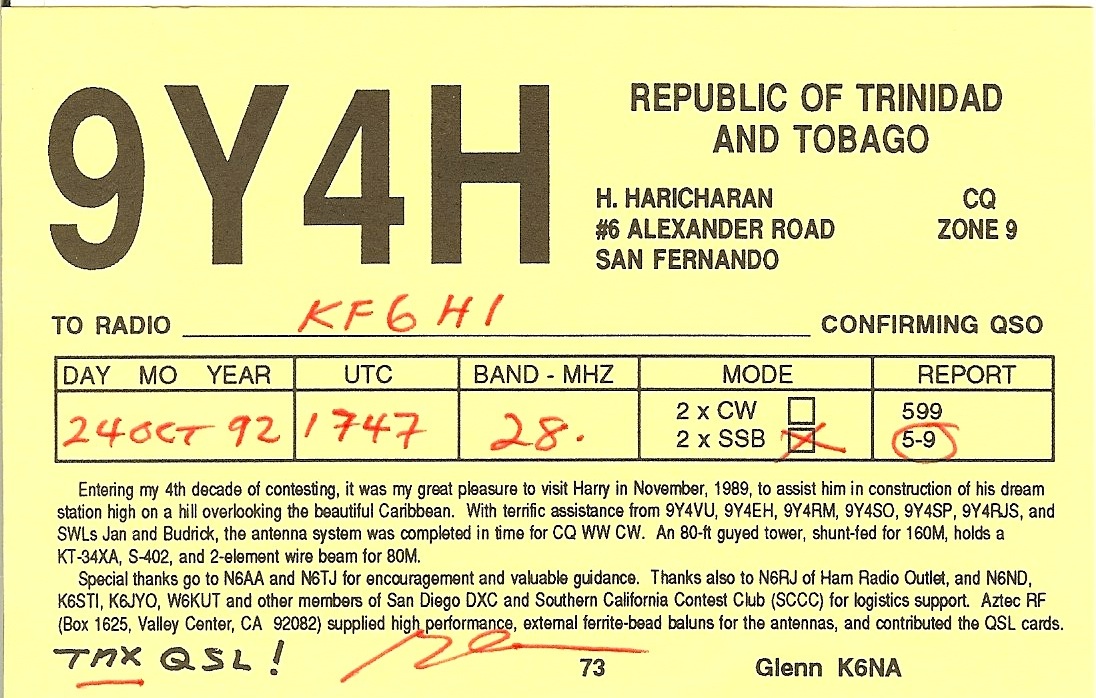 9Y4H
REPUBLIC OF TRINIDAD
AND TOBAGO
H. HARICHARAN
#6 ALEXANDER ROAD
SAN FERNANDO
CQ
ZONE 9
TO RADIO KF6HI CONFIRMING QSO
DAY MO YEAR UTC BAND - MHZ MODE REPORT
24 OCT 92 1747 28. 2 x CW 599
2 x SSB X 5-9
Entering my 4th decade of contesting, it was my great pleasure to visit Harry in November, 1989, to assist him in construction of his dream
station high on a hill overlooking the beautiful Caribbean. With terrific assistance from 9Y4VU, 9Y4EH, 9Y4RM, 9Y4SO, 9Y4SP, 9Y4RJS, and
SWLs Jan and Budrick, the antenna system was completed in time for CQ WW CW. An 80-ft guyed tower, shunt-fed for 160M, holds a
KT-34XA, S-402, and 2-element wire beam for 80M.
Special thanks go to N6AA and N6TJ for encouragement and valuable guidance. Thanks also to N6RJ of Ham Radio Outlet, and N6ND,
K6STI, K6JYO, W6KUT and other members of San Diego DXC and Southern California Contest Club (SCCC) for logistics support. Aztec RF
(Box 1625, Valley Center, CA 92082) supplied high performance, external ferrite-bead baluns for the antennas, and contributed the QSL cards.
TNX QSL! 73 Glenn K6NA